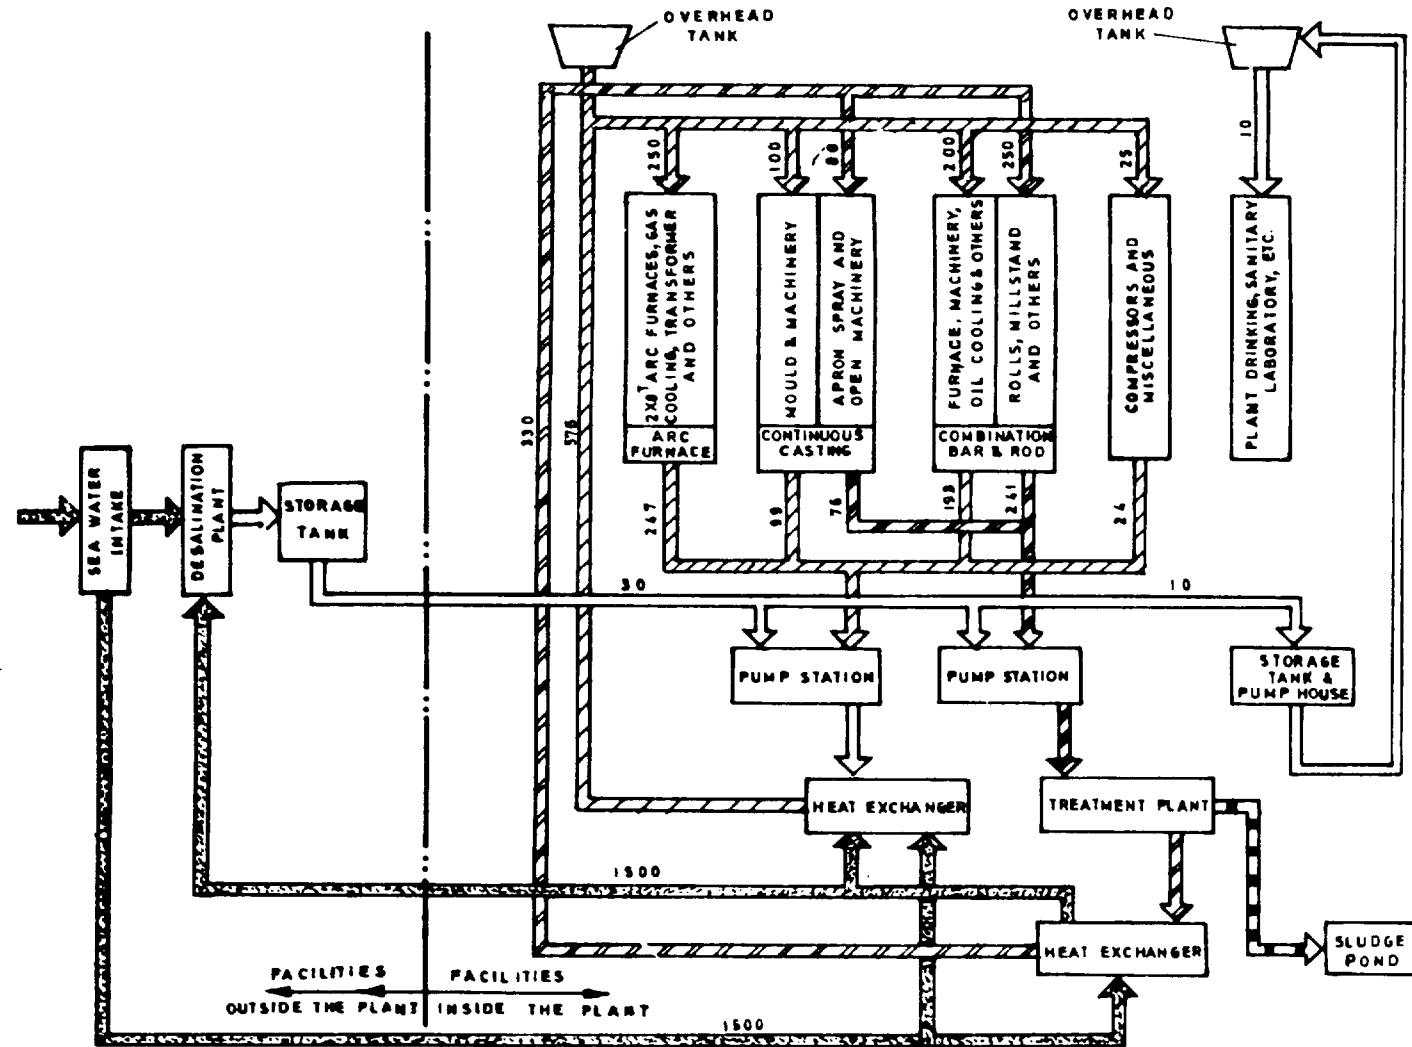 OVERHEAD
TANK
OVERHEAD
TANK
250
100
80
200
250
25
10
2X8T ARC FURNACES, GAS
COOLING, TRANSFORMER
AND OTHERS
ARC
FURNACE
MOULD & MACHINERY
APRON SPRAY AND
OPEN MACHINERY
CONTINUOUS
CASTING
FURNACE, MACHINERY,
OIL COOLING & OTHERS
ROLLS, MILLSTAND
AND OTHERS
COMBINATION
BAR & ROD
COMPRESSORS AND
MISCELLANEOUS
PLANT DRINKING, SANITARY
LABORATORY, ETC.
330
576
SEA WATER
INTAKE
DESALINATION
PLANT
STORAGE
TANK
247
99
76
198
241
24
30
10
PUMP STATION
PUMP STATION
STORAGE
TANK &
PUMP HOUSE
HEAT EXCHANGER
TREATMENT PLANT
1500
HEAT EXCHANGER
SLUDGE
POND
FACILITIES
OUTSIDE THE PLANT
FACILITIES
INSIDE THE PLANT
1500